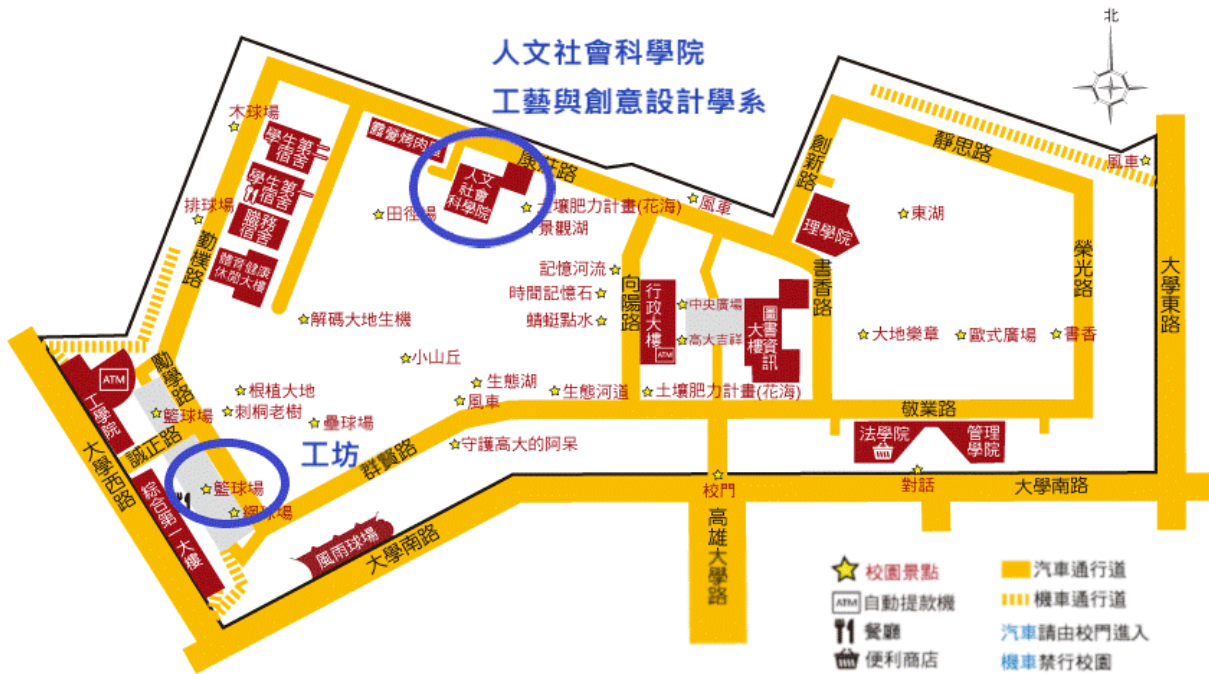 北
人文社會科學院
工藝與創意設計學系
木球場
學生第二
宿舍
露營烤肉區
康莊路
人文
社會
科學院
創新路
靜思路
風車
學生第一
宿舍
排球場
職務
宿舍
田徑場
土壤肥力計畫(花海)
風車
景觀湖
理學院
東湖
勤樸路
體育健康
休閒大樓
記憶河流
時間記憶石
蜻蜓點水
向陽路
行政大樓
ATM
中央廣場
高大吉祥
圖書資訊
大樓
書香路
榮光路
大學東路
解碼大地生機
大地樂章
歐式廣場
書香
小山丘
勵學路
ATM
工學院
根植大地
刺桐老樹
籃球場
壘球場
生態湖
風車
生態河道
土壤肥力計畫(花海)
敬業路
誠正路
工坊
群賢路
守護高大的阿呆
法學院
管理
學院
大學西路
籃球場
綱球場
綜合第一大樓
校門
對話
大學南路
風雨球場
大學南路
高雄大學路
校園景點
汽車通行道
ATM
自動提款機
機車通行道
餐廳
汽車請由校門進入
便利商店
機車禁行校園